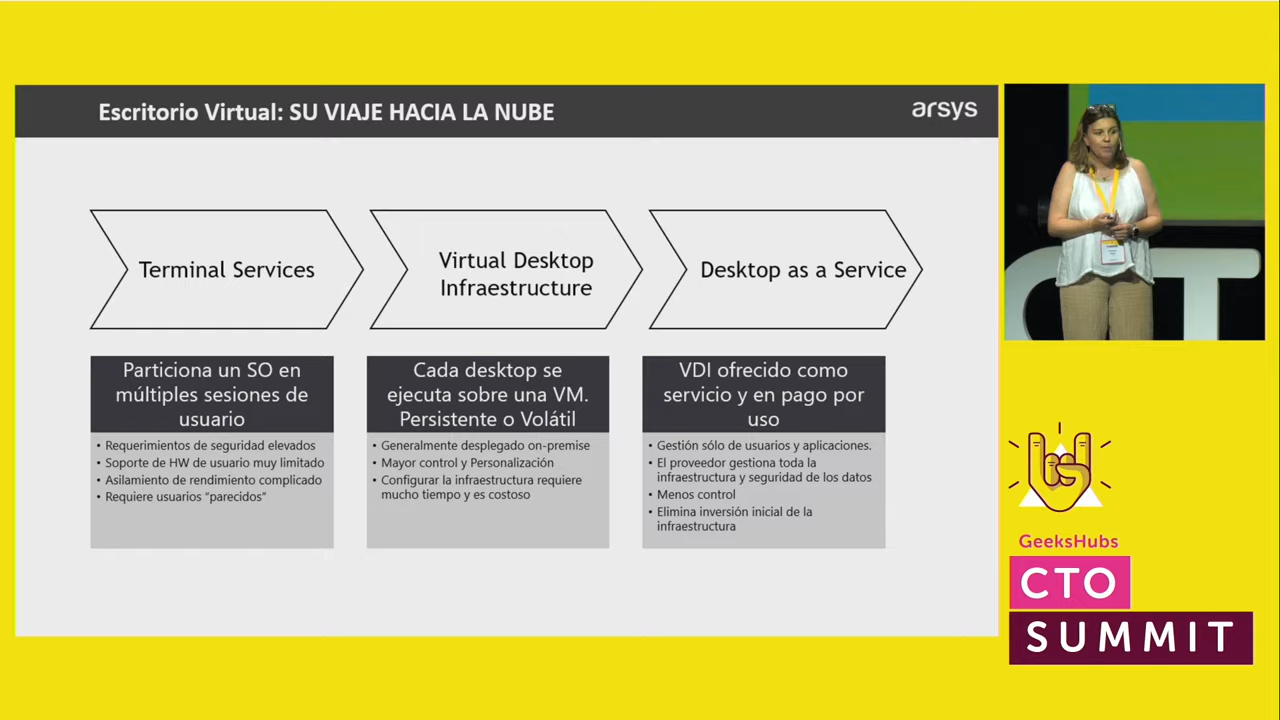 Escritorio Virtual: SU VIAJE HACIA LA NUBE
arsys
Terminal Services
Virtual Desktop
Infraestructure
Desktop as a Service
Particiona un SO en
múltiples sesiones de
usuario
• Requerimientos de seguridad elevados
• Soporte de HW de usuario muy limitado
• Asilamiento de rendimiento complicado
• Requiere usuarios “parecidos”
Cada desktop se
ejecuta sobre una VM.
Persistente o Volátil
• Generalmente desplegado on-premise
• Mayor control y Personalización
• Configurar la infraestructura requiere
mucho tiempo y es costoso
VDI ofrecido como
servicio y en pago por
uso
• Gestión sólo de usuarios y aplicaciones.
• El proveedor gestiona toda la
infraestructura y seguridad de los datos
• Menos control
• Elimina inversión inicial de la
infraestructura
GeeksHubs
CTO
SUMMIT